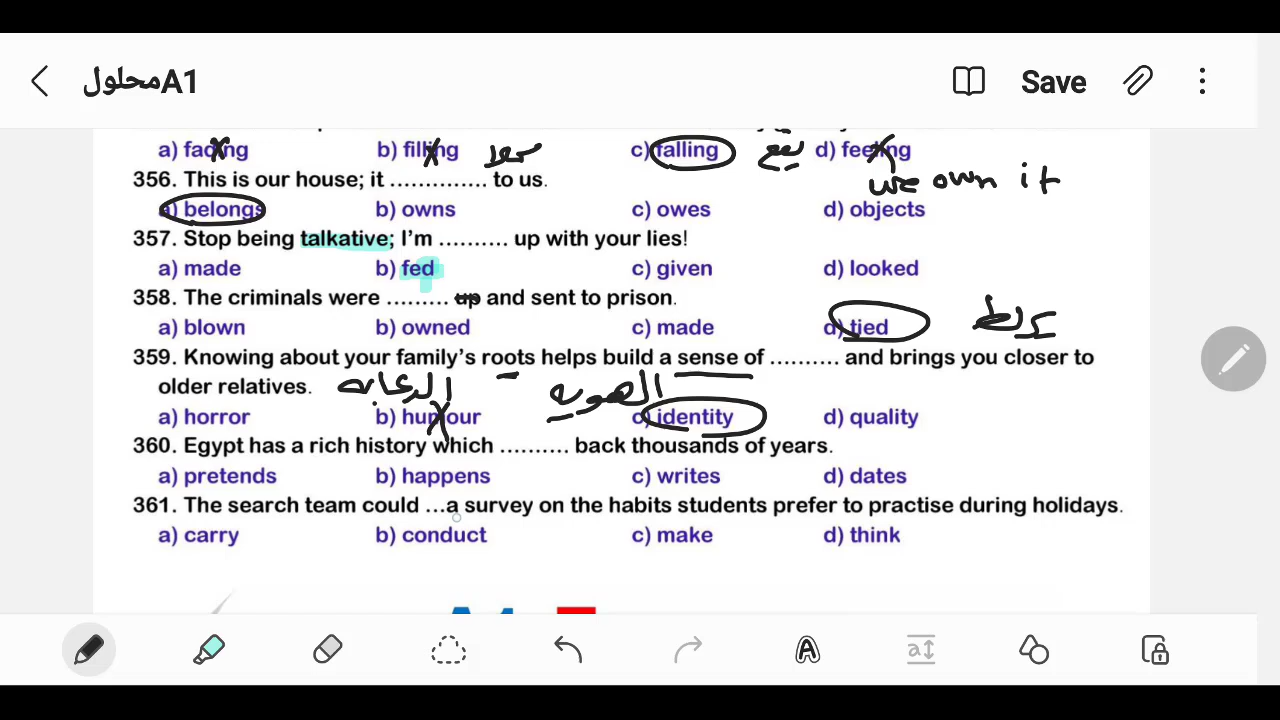 محلول A1
Save
a) fading b) filling c) falling يقع d) feeling
356. This is our house; it .............. to us. we own it
a) belongs b) owns c) owes d) objects
357. Stop being talkative; I'm .......... up with your lies!
a) made b) fed c) given d) looked
358. The criminals were ......... up and sent to prison.
a) blown b) owned c) made d) tied
359. Knowing about your family's roots helps build a sense of .......... and brings you closer to
older relatives.
الهوية
a) horror b) humour c) identity d) quality
360. Egypt has a rich history which .......... back thousands of years.
a) pretends b) happens c) writes d) dates
361. The search team could ...a survey on the habits students prefer to practise during holidays.
a) carry b) conduct c) make d) think